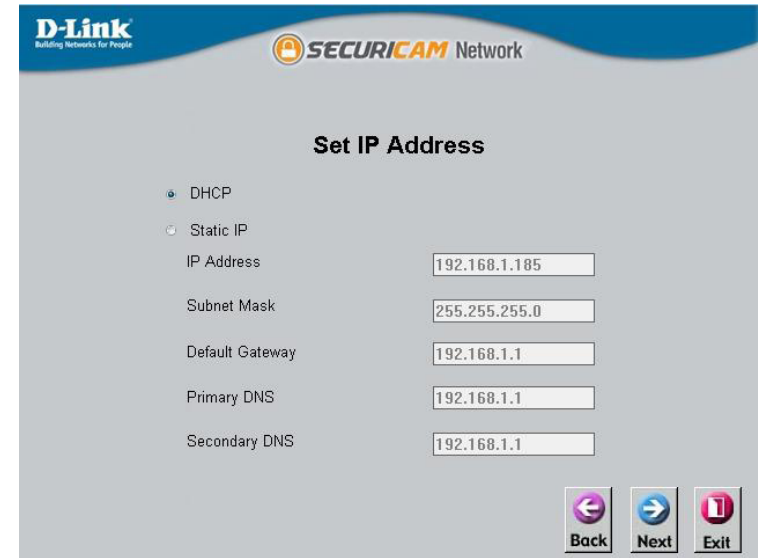 D-Link
Building Networks for People
SECURICAM Network
Set IP Address
DHCP
Static IP
IP Address 192.168.1.185
Subnet Mask 255.255.255.0
Default Gateway 192.168.1.1
Primary DNS 192.168.1.1
Secondary DNS 192.168.1.1
Back Next Exit